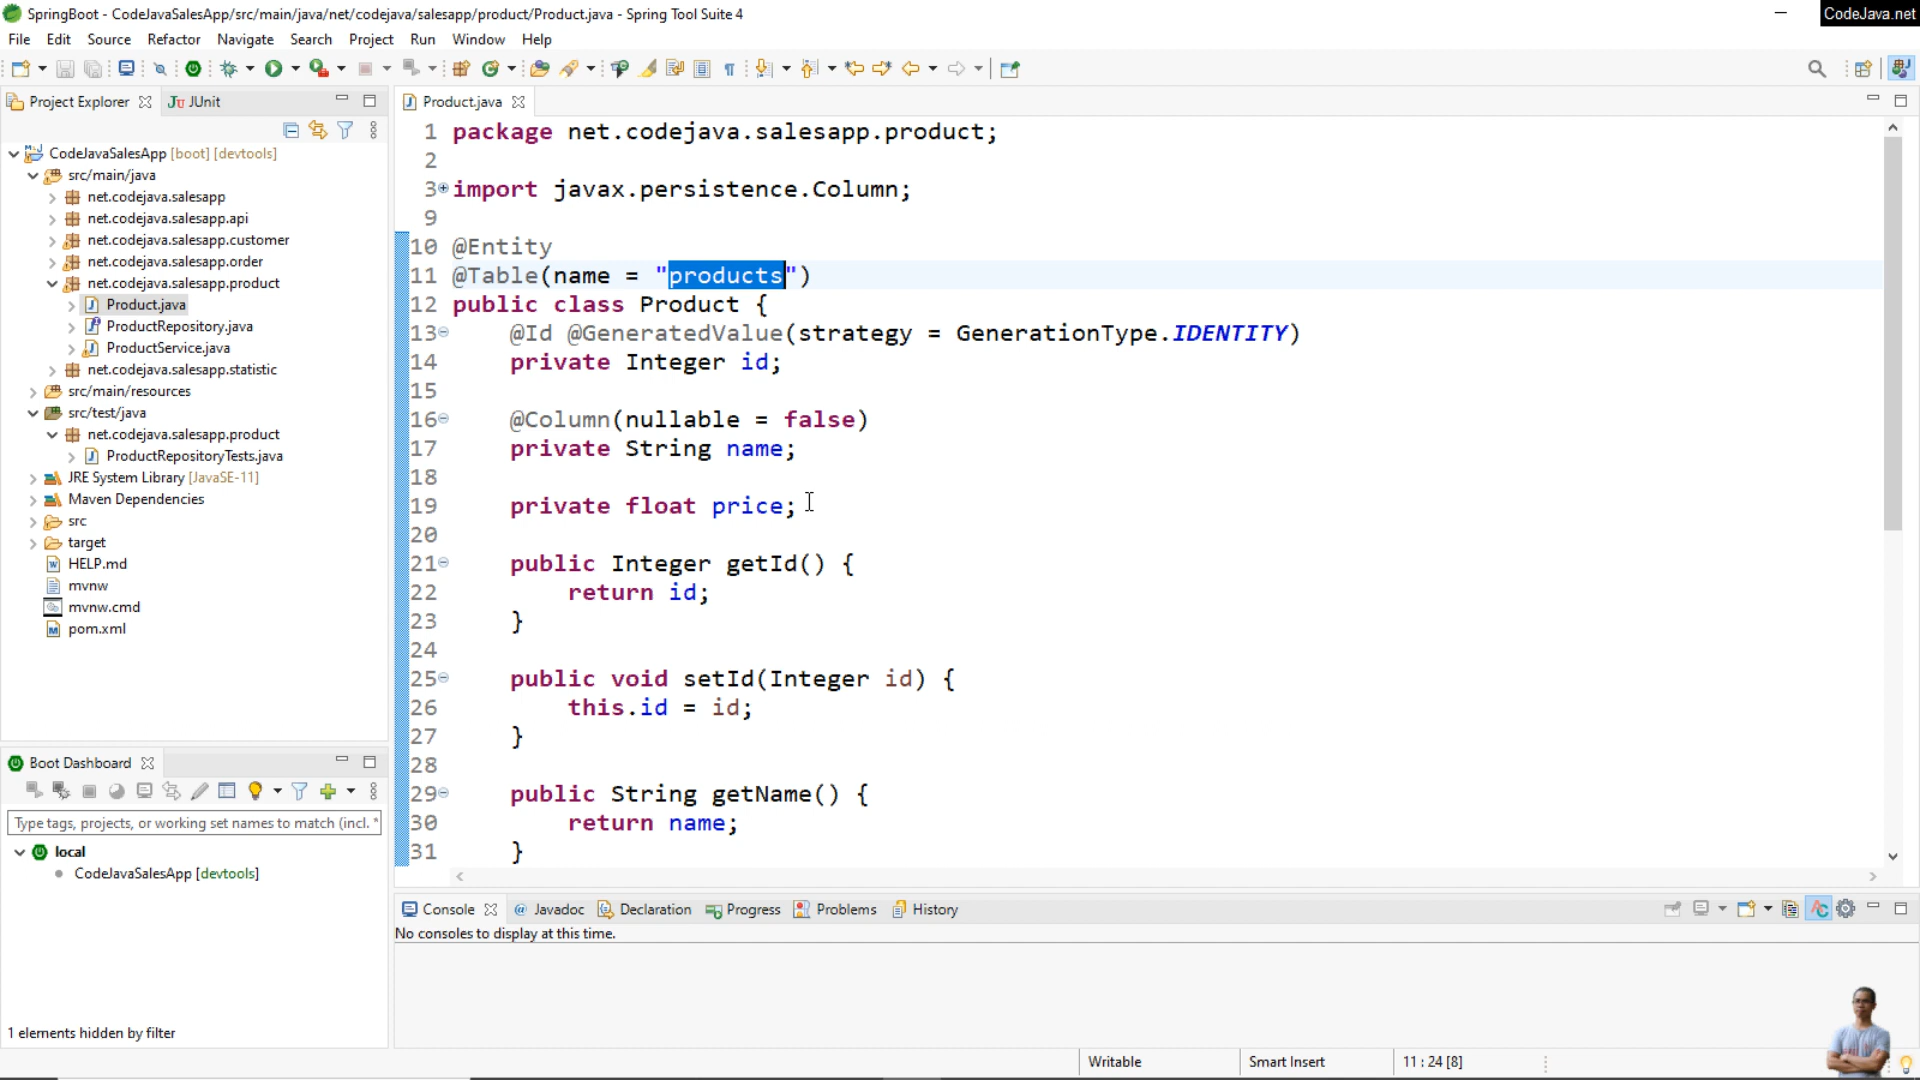 SpringBoot - CodeJavaSalesApp/src/main/java/net/codejava/salesapp/product/Product.java - Spring Tool Suite 4
CodeJava.net
File Edit Source Refactor Navigate Search Project Run Window Help
Project Explorer
JUnit
CodeJavaSalesApp [boot] [devtools]
src/main/java
net.codejava.salesapp
net.codejava.salesapp.api
net.codejava.salesapp.customer
net.codejava.salesapp.order
net.codejava.salesapp.product
Product.java
ProductRepository.java
ProductService.java
net.codejava.salesapp.statistic
src/main/resources
src/test/java
net.codejava.salesapp.product
ProductRepositoryTests.java
JRE System Library [JavaSE-11]
Maven Dependencies
src
target
HELP.md
mvnw
mvnw.cmd
pom.xml
Boot Dashboard
Type tags, projects, or working set names to match (incl. *
local
CodeJavaSalesApp [devtools]
1 elements hidden by filter
Product.java
1 package net.codejava.salesapp.product;
2
3 import javax.persistence.Column;
9
10 @Entity
11 @Table(name = "products")
12 public class Product {
13 @Id @GeneratedValue(strategy = GenerationType.IDENTITY)
14 private Integer id;
15
16 @Column(nullable = false)
17 private String name;
18
19 private float price;
20
21 public Integer getId() {
22 return id;
23 }
24
25 public void setId(Integer id) {
26 this.id = id;
27 }
28
29 public String getName() {
30 return name;
31 }
Console Javadoc Declaration Progress Problems History
No consoles to display at this time.
Writable Smart Insert 11 : 24 [8]